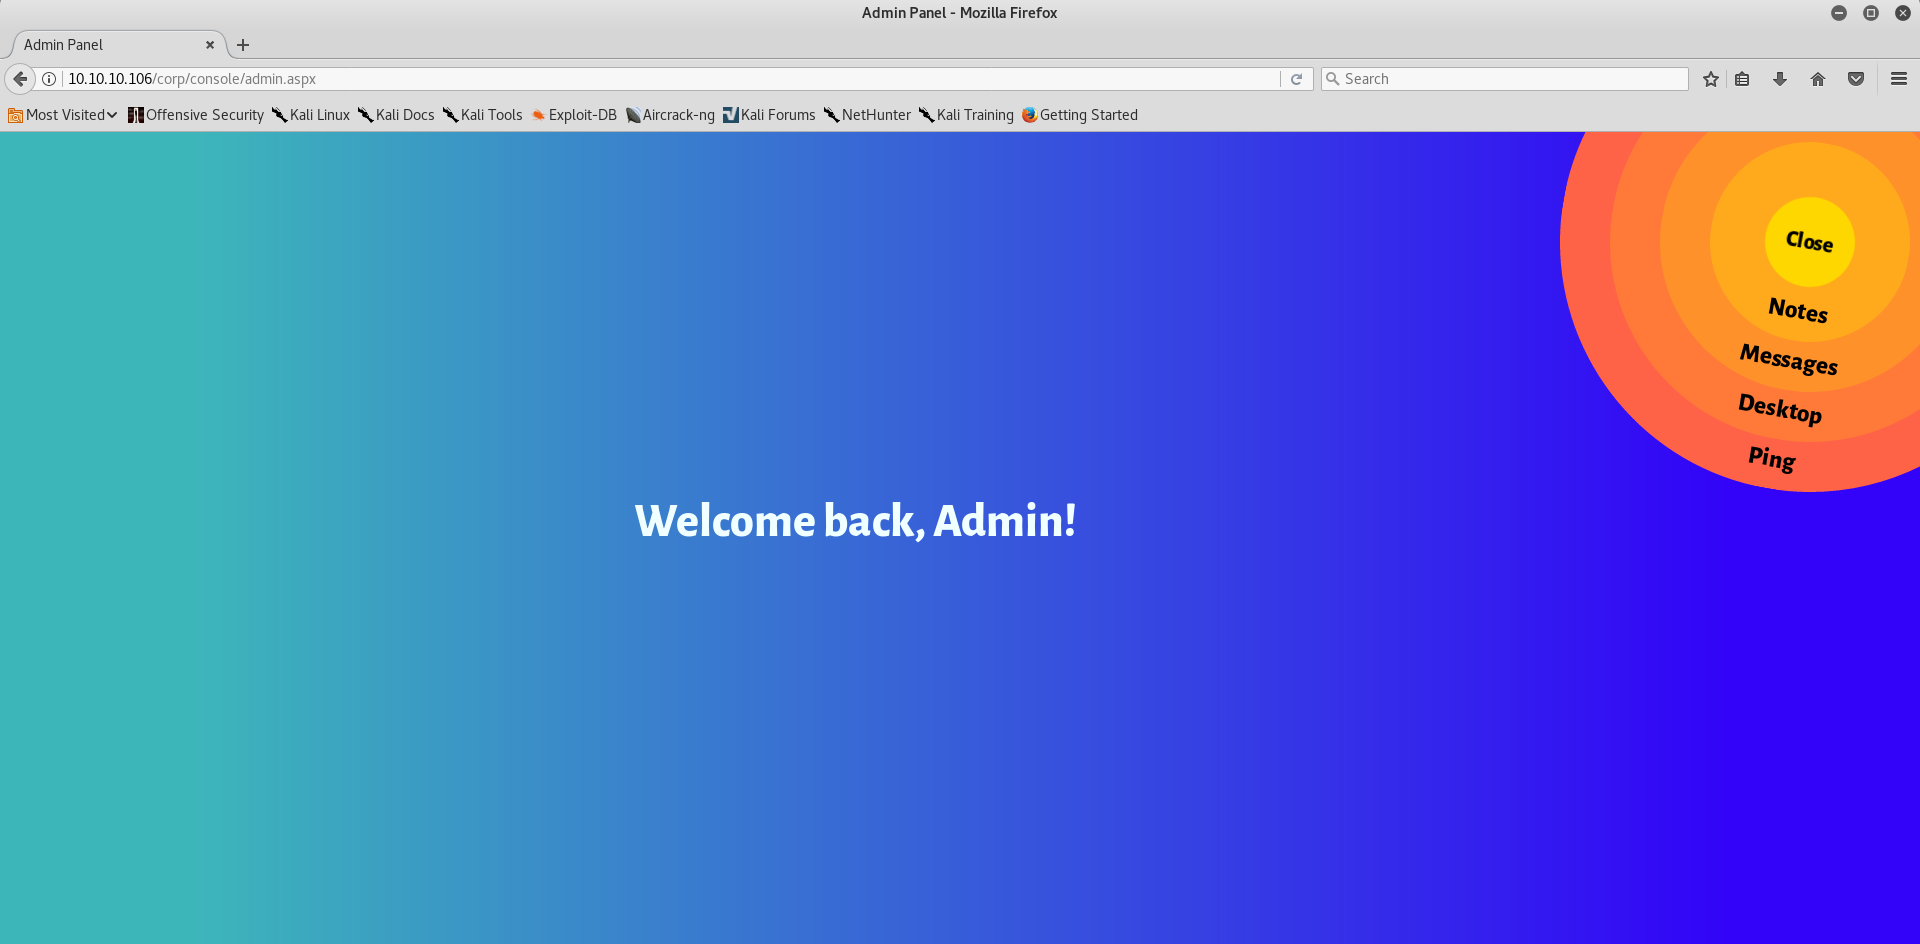 Admin Panel - Mozilla Firefox
Admin Panel
10.10.10.106/corp/console/admin.aspx
Search
Most Visited Offensive Security Kali Linux Kali Docs Kali Tools Exploit-DB Aircrack-ng Kali Forums NetHunter Kali Training Getting Started
Close
Notes
Messages
Desktop
Ping
Welcome back, Admin!